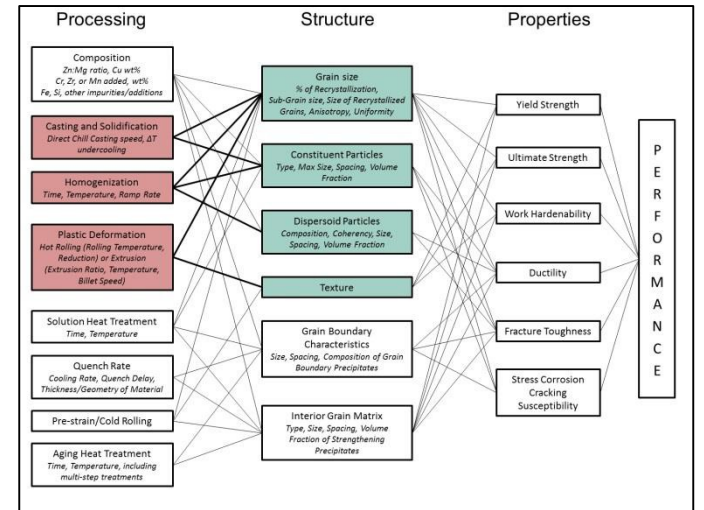 Processing
Structure
Properties
Composition
Zn:Mg ratio, Cu wt%
Cr, Zr, or Mn added, wt%
Fe, Si, other impurities/additions
Casting and Solidification
Direct Chill Casting speed, ΔT
undercooling
Homogenization
Time, Temperature, Ramp Rate
Plastic Deformation
Hot Rolling (Rolling Temperature,
Reduction) or Extrusion
(Extrusion Ratio, Temperature,
Billet Speed)
Solution Heat Treatment
Time, Temperature
Quench Rate
Cooling Rate, Quench Delay,
Thickness/Geometry of Material
Pre-strain/Cold Rolling
Aging Heat Treatment
Time, Temperature, including
multi-step treatments
Grain size
% of Recrystallization,
Sub-Grain size, Size of Recrystallized
Grains, Anisotropy, Uniformity
Constituent Particles
Type, Max Size, Spacing, Volume
Fraction
Dispersoid Particles
Composition, Coherency, Size,
Spacing, Volume Fraction
Texture
Grain Boundary
Characteristics
Size, Spacing, Composition of Grain
Boundary Precipitates
Interior Grain Matrix
Type, Size, Spacing, Volume
Fraction of Strengthening
Precipitates
Yield Strength
Ultimate Strength
Work Hardenability
Ductility
Fracture Toughness
Stress Corrosion
Cracking
Susceptibility
P
E
R
F
O
R
M
A
N
C
E